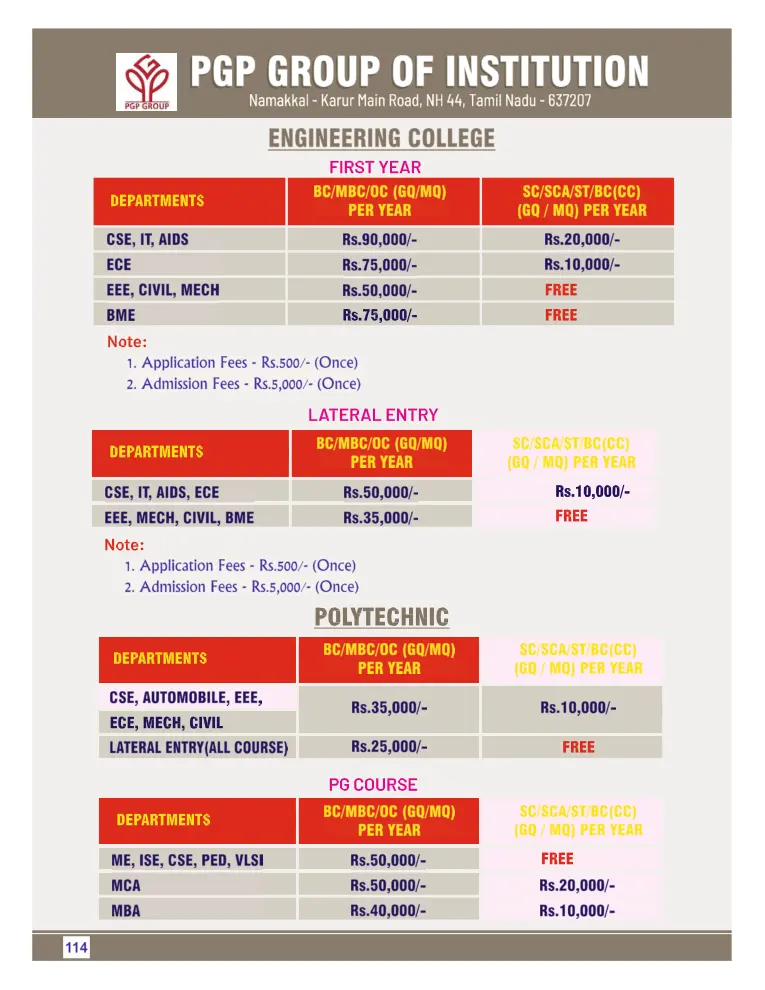 PGP GROUP OF INSTITUTION
PGP GROUP
Namakkal - Karur Main Road, NH 44, Tamil Nadu - 637207
ENGINEERING COLLEGE
FIRST YEAR
DEPARTMENTS BC/MBC/OC (GQ/MQ) PER YEAR SC/SCA/ST/BC(CC) (GQ / MQ) PER YEAR
CSE, IT, AIDS Rs.90,000/- Rs.20,000/-
ECE Rs.75,000/- Rs.10,000/-
EEE, CIVIL, MECH Rs.50,000/- FREE
BME Rs.75,000/- FREE
Note:
1. Application Fees - Rs.500/- (Once)
2. Admission Fees - Rs.5,000/- (Once)
LATERAL ENTRY
DEPARTMENTS BC/MBC/OC (GQ/MQ) PER YEAR SC/SCA/ST/BC(CC) (GQ / MQ) PER YEAR
CSE, IT, AIDS, ECE Rs.50,000/- Rs.10,000/-
EEE, MECH, CIVIL, BME Rs.35,000/- FREE
Note:
1. Application Fees - Rs.500/- (Once)
2. Admission Fees - Rs.5,000/- (Once)
POLYTECHNIC
DEPARTMENTS BC/MBC/OC (GQ/MQ) PER YEAR SC/SCA/ST/BC(CC) (GQ / MQ) PER YEAR
CSE, AUTOMOBILE, EEE,
ECE, MECH, CIVIL Rs.35,000/- Rs.10,000/-
LATERAL ENTRY(ALL COURSE) Rs.25,000/- FREE
PG COURSE
DEPARTMENTS BC/MBC/OC (GQ/MQ) PER YEAR SC/SCA/ST/BC(CC) (GQ / MQ) PER YEAR
ME, ISE, CSE, PED, VLSI Rs.50,000/- FREE
MCA Rs.50,000/- Rs.20,000/-
MBA Rs.40,000/- Rs.10,000/-
114